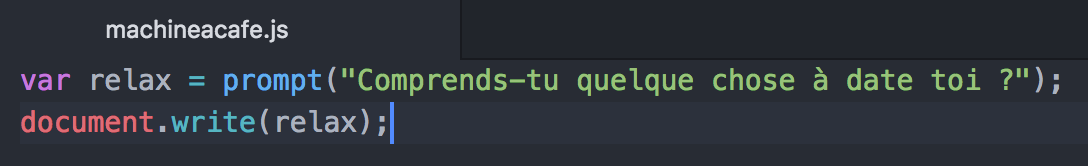 machineacafe.js
var relax = prompt("Comprends-tu quelque chose à date toi ?");
document.write(relax);